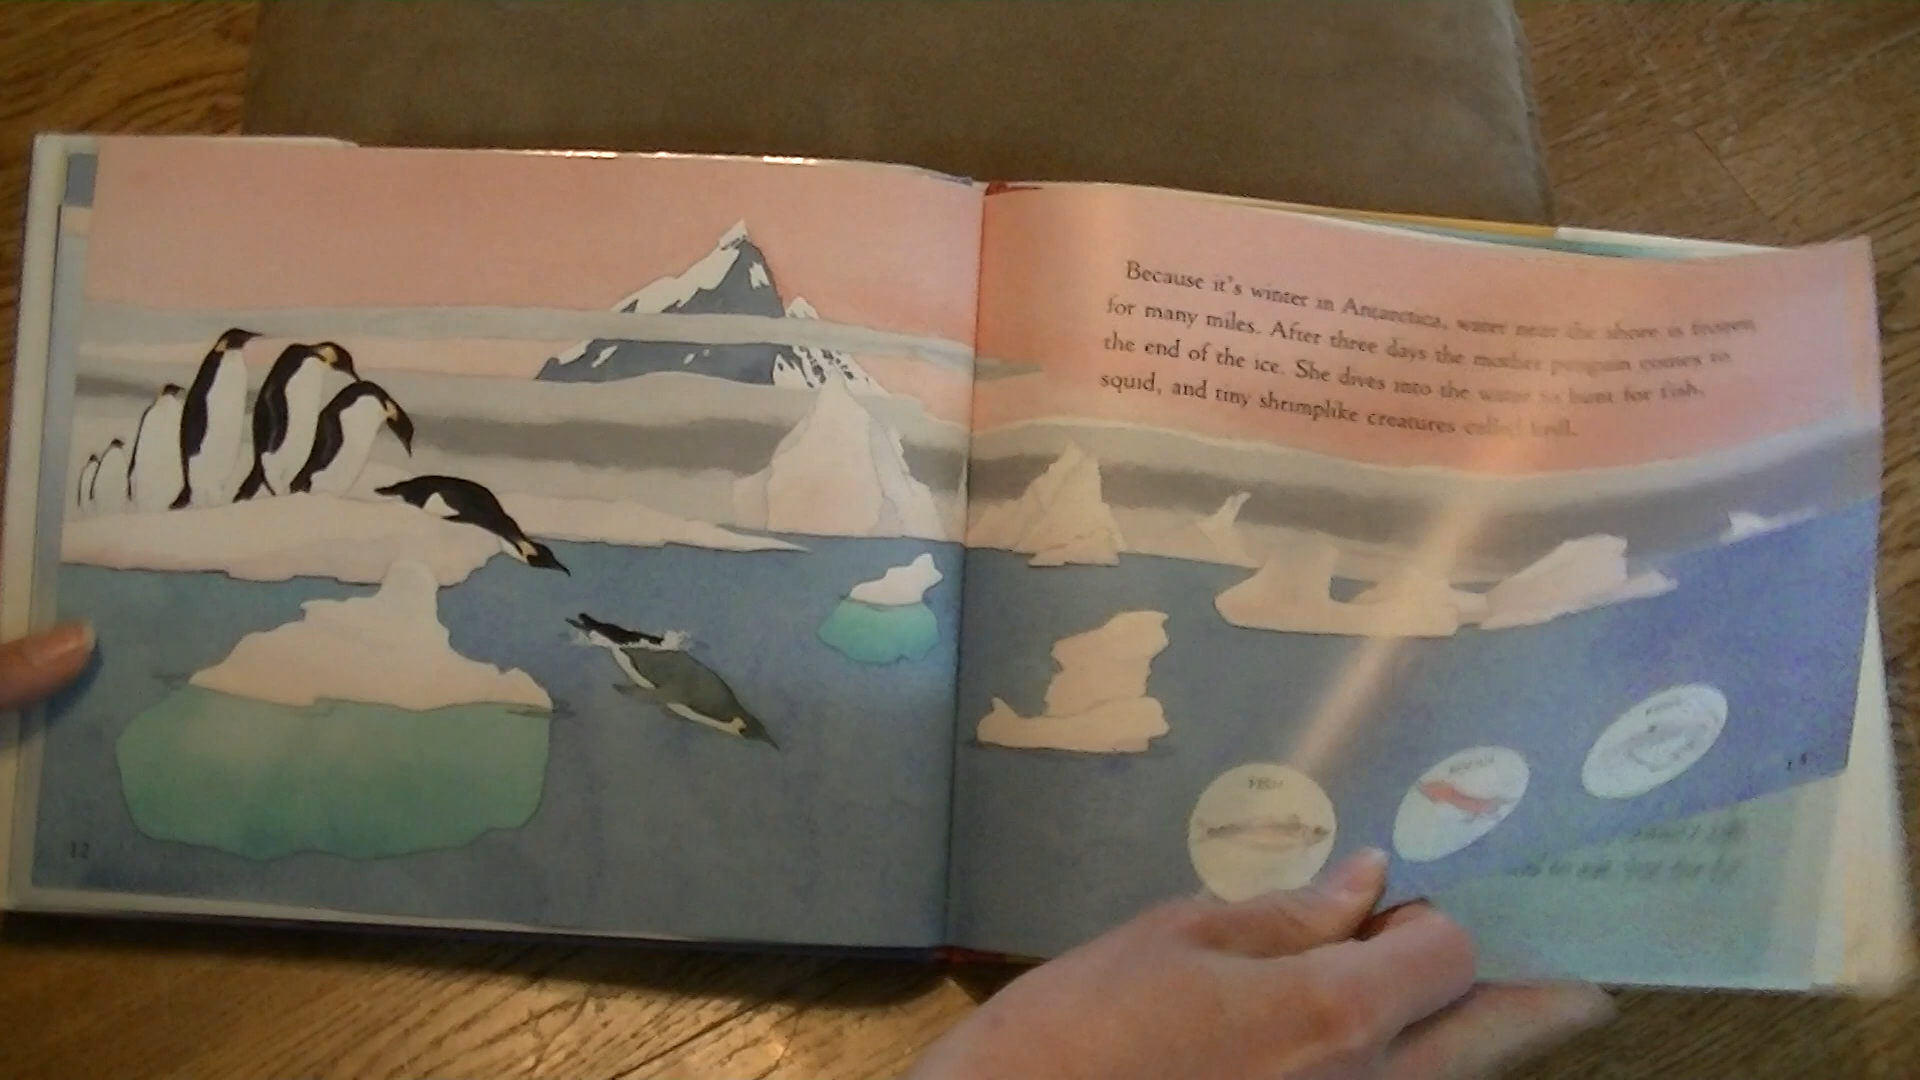 Because it's winter in Antarctica, water near the shore is frozen
for many miles. After three days the mother penguin comes to
the end of the ice. She dives into the water to hunt for fish,
squid, and tiny shrimplike creatures called krill.
FISH
12